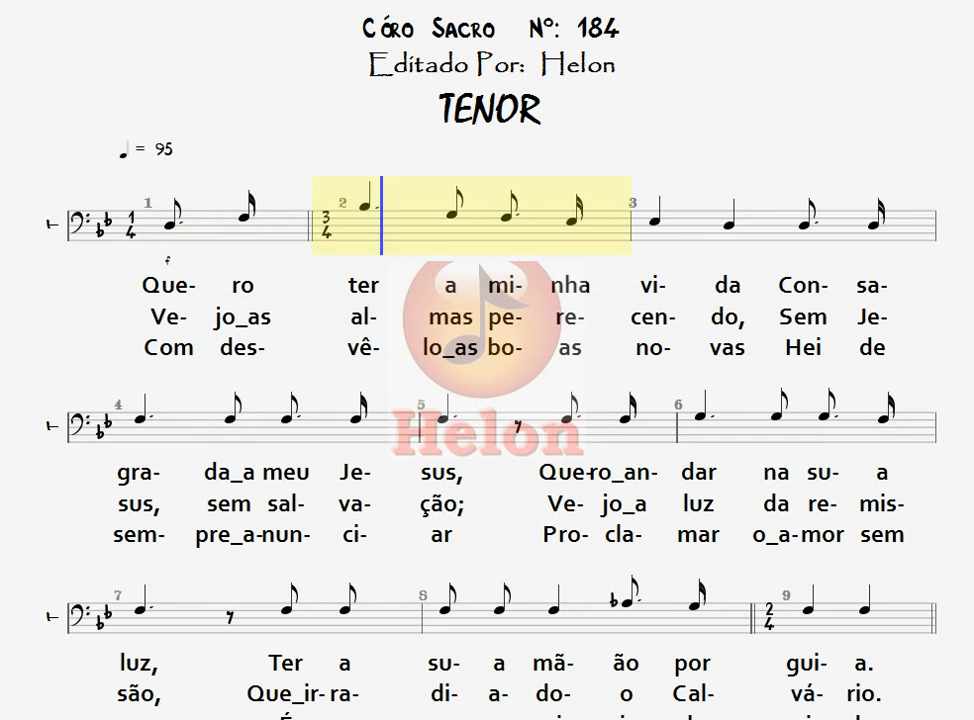 Côro Sacro Nº: 184
Editado Por: Helon
TENOR
= 95
T
1 2 3
1 4 3 4
Que- ro ter a mi- nha vi- da Con- sa-
Ve- jo_as al- mas pe- re- cen- do, Sem Je-
Com des- vê- lo_as bo- as no- vas Hei de
T
4 5 6
Helon
gra- da_a meu Je- sus, Que-ro_an- dar na su- a
sus, sem sal- va- ção; Ve- jo_a luz da re- mis-
sem- pre_a-nun- ci- ar Pro- cla- mar o_a-mor sem
T
7 8 9
2 4
luz, Ter a su- a mã- ão por gui- a.
são, Que_ir- ra- di- a- do- o Cal- vá- rio.